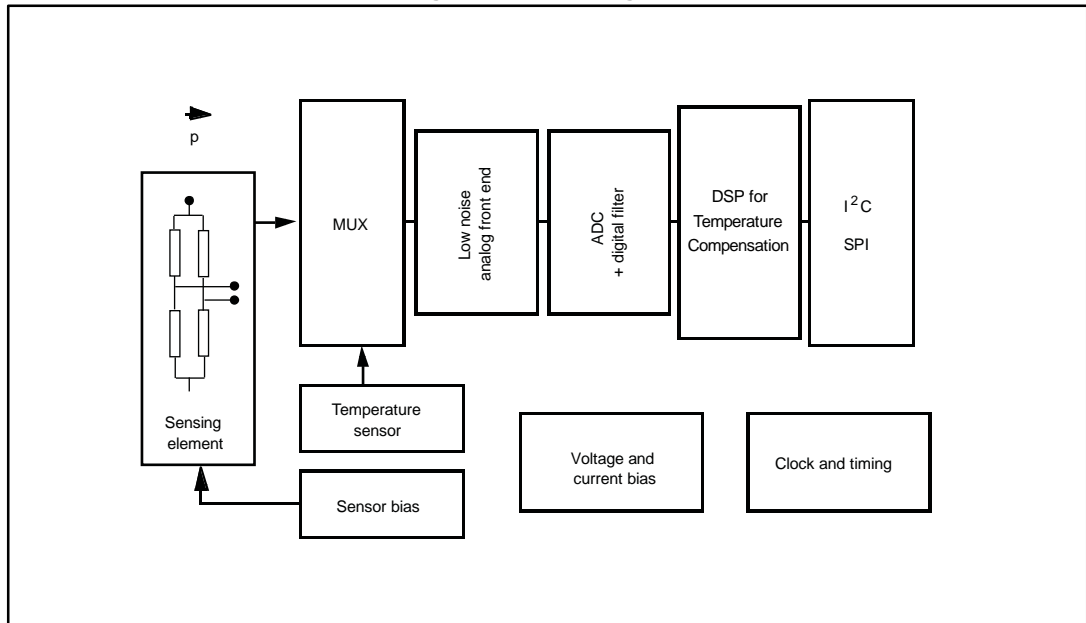 p
Sensing
element
MUX
Temperature
sensor
Sensor bias
Low noise
analog front end
ADC
+ digital filter
DSP for
Temperature
Compensation
I²C
SPI
Voltage and
current bias
Clock and timing